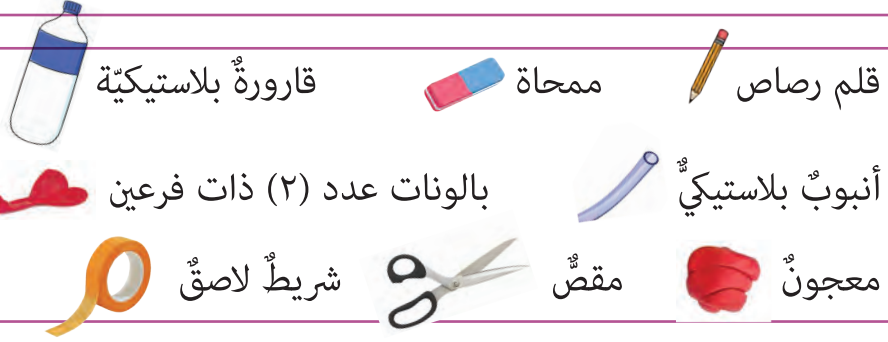 قلم رصاص ممحاة قارورةٌ بلاستيكيّة
أنبوبٌ بلاستيكيٌّ بالونات عدد (٢) ذات فرعين
معجونٌ مقصٌّ شريطٌ لاصقٌ